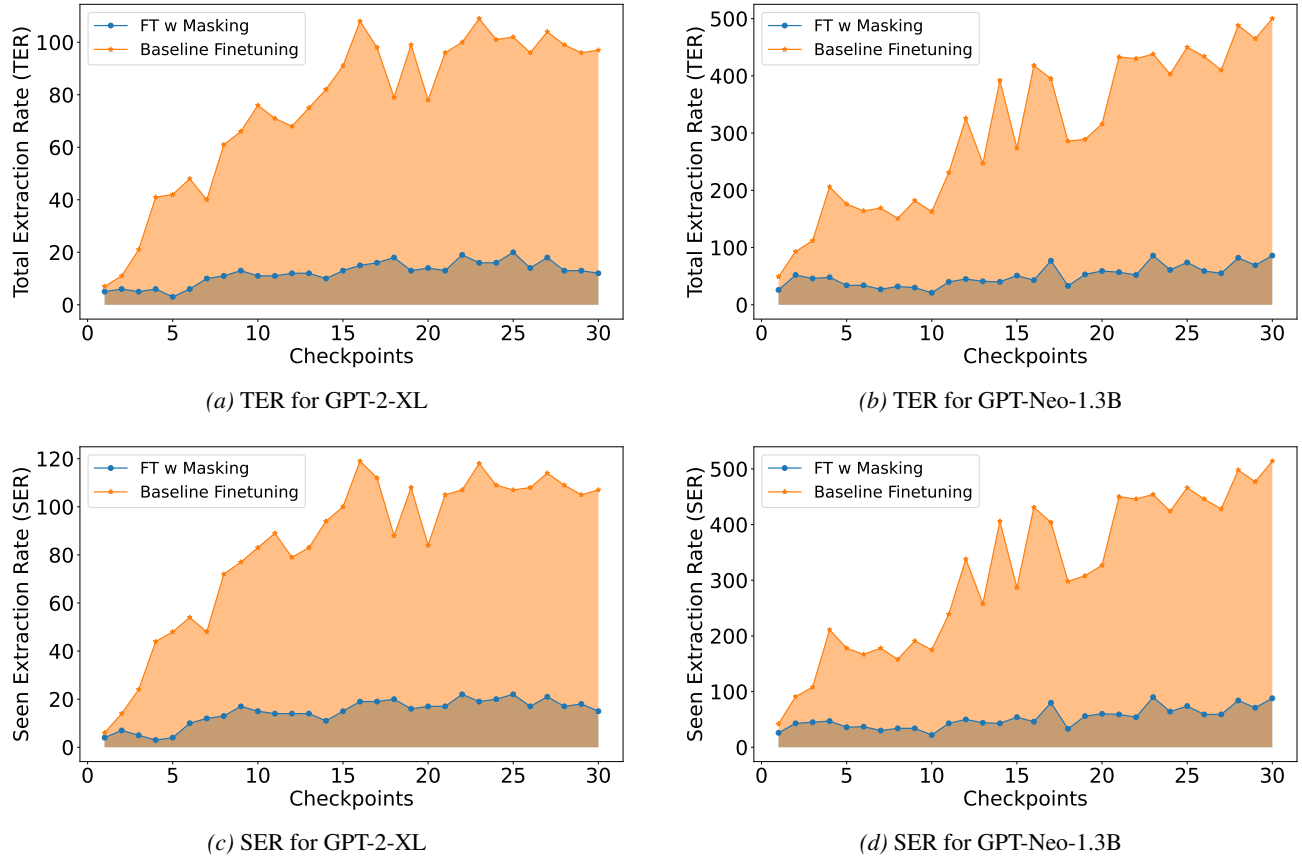 FT w Masking
Baseline Finetuning
Total Extraction Rate (TER)
100
80
60
40
20
0
0 5 10 15 20 25 30
Checkpoints
(a) TER for GPT-2-XL
FT w Masking
Baseline Finetuning
Total Extraction Rate (TER)
500
400
300
200
100
0
0 5 10 15 20 25 30
Checkpoints
(b) TER for GPT-Neo-1.3B
FT w Masking
Baseline Finetuning
Seen Extraction Rate (SER)
120
100
80
60
40
20
0
0 5 10 15 20 25 30
Checkpoints
(c) SER for GPT-2-XL
FT w Masking
Baseline Finetuning
Seen Extraction Rate (SER)
500
400
300
200
100
0
0 5 10 15 20 25 30
Checkpoints
(d) SER for GPT-Neo-1.3B